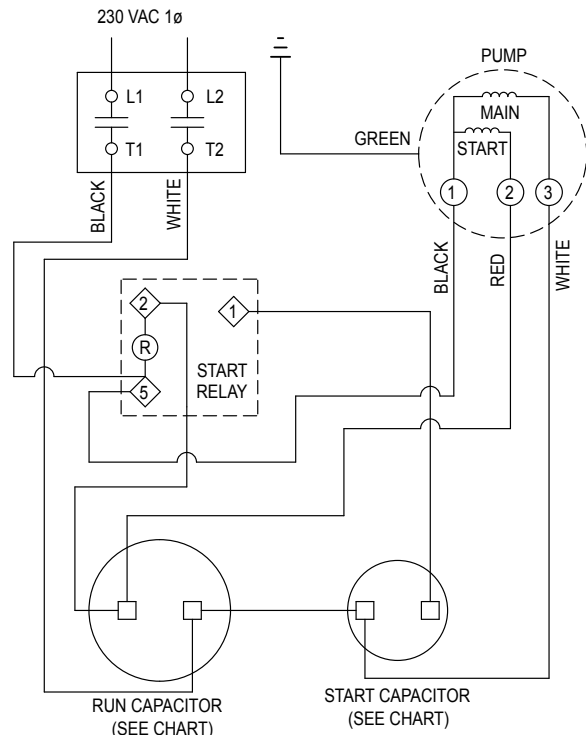 230 VAC 1ø
L1
L2
T1
T2
BLACK
WHITE
GREEN
PUMP
MAIN
START
1
2
3
BLACK
RED
WHITE
2
1
R
START
RELAY
5
RUN CAPACITOR
(SEE CHART)
START CAPACITOR
(SEE CHART)